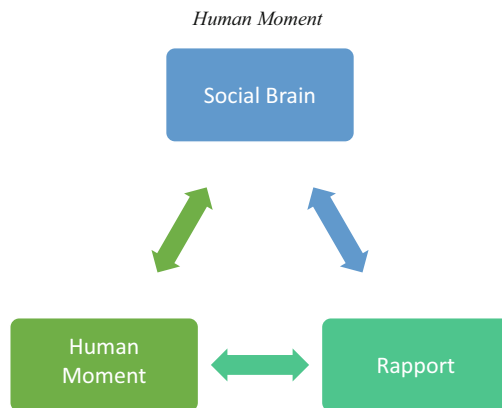 Human Moment
Social Brain
Human
Moment
Rapport